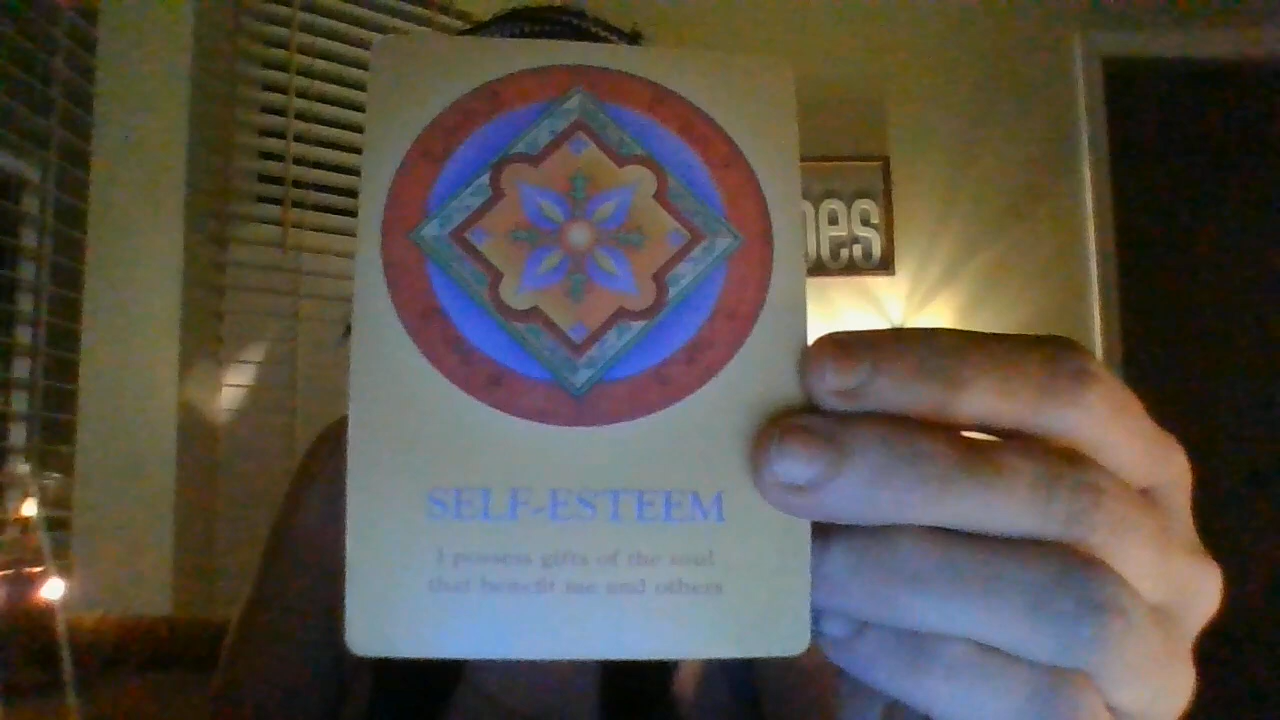 SELF-ESTEEM
I possess gifts of the soul
that benefit me and others